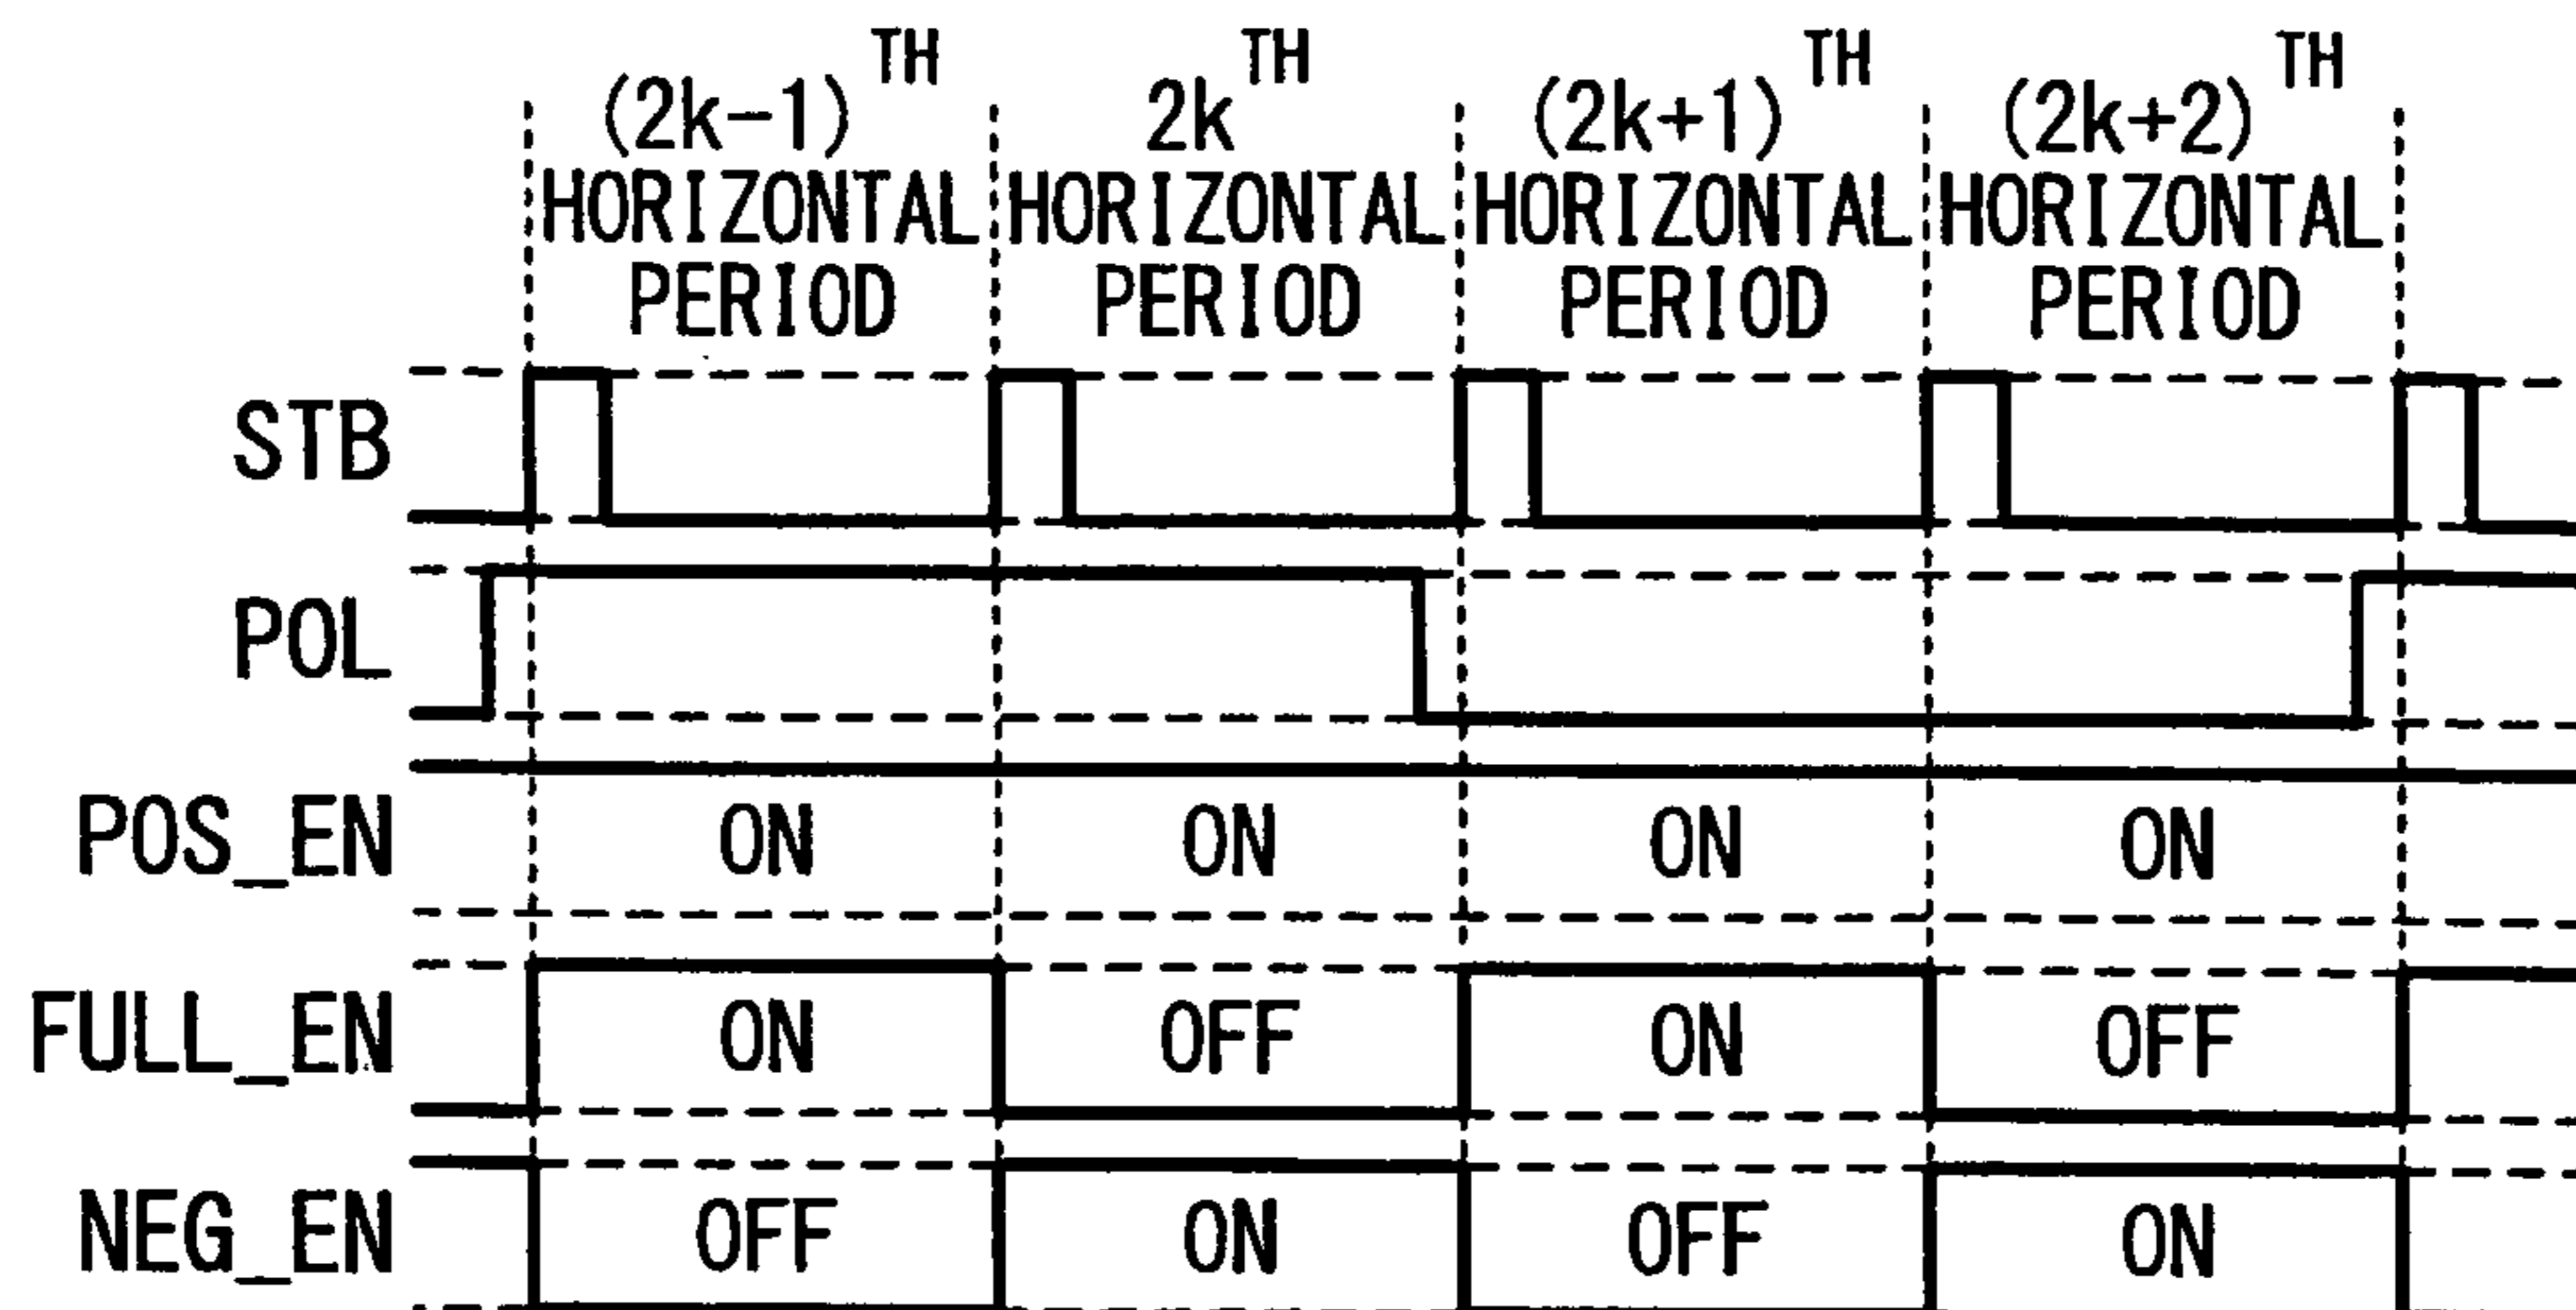 (2k-1)TH HORIZONTAL PERIOD
2kTH HORIZONTAL PERIOD
(2k+1)TH HORIZONTAL PERIOD
(2k+2)TH HORIZONTAL PERIOD
STB
POL
POS_EN ON ON ON ON
FULL_EN ON OFF ON OFF
NEG_EN OFF ON OFF ON